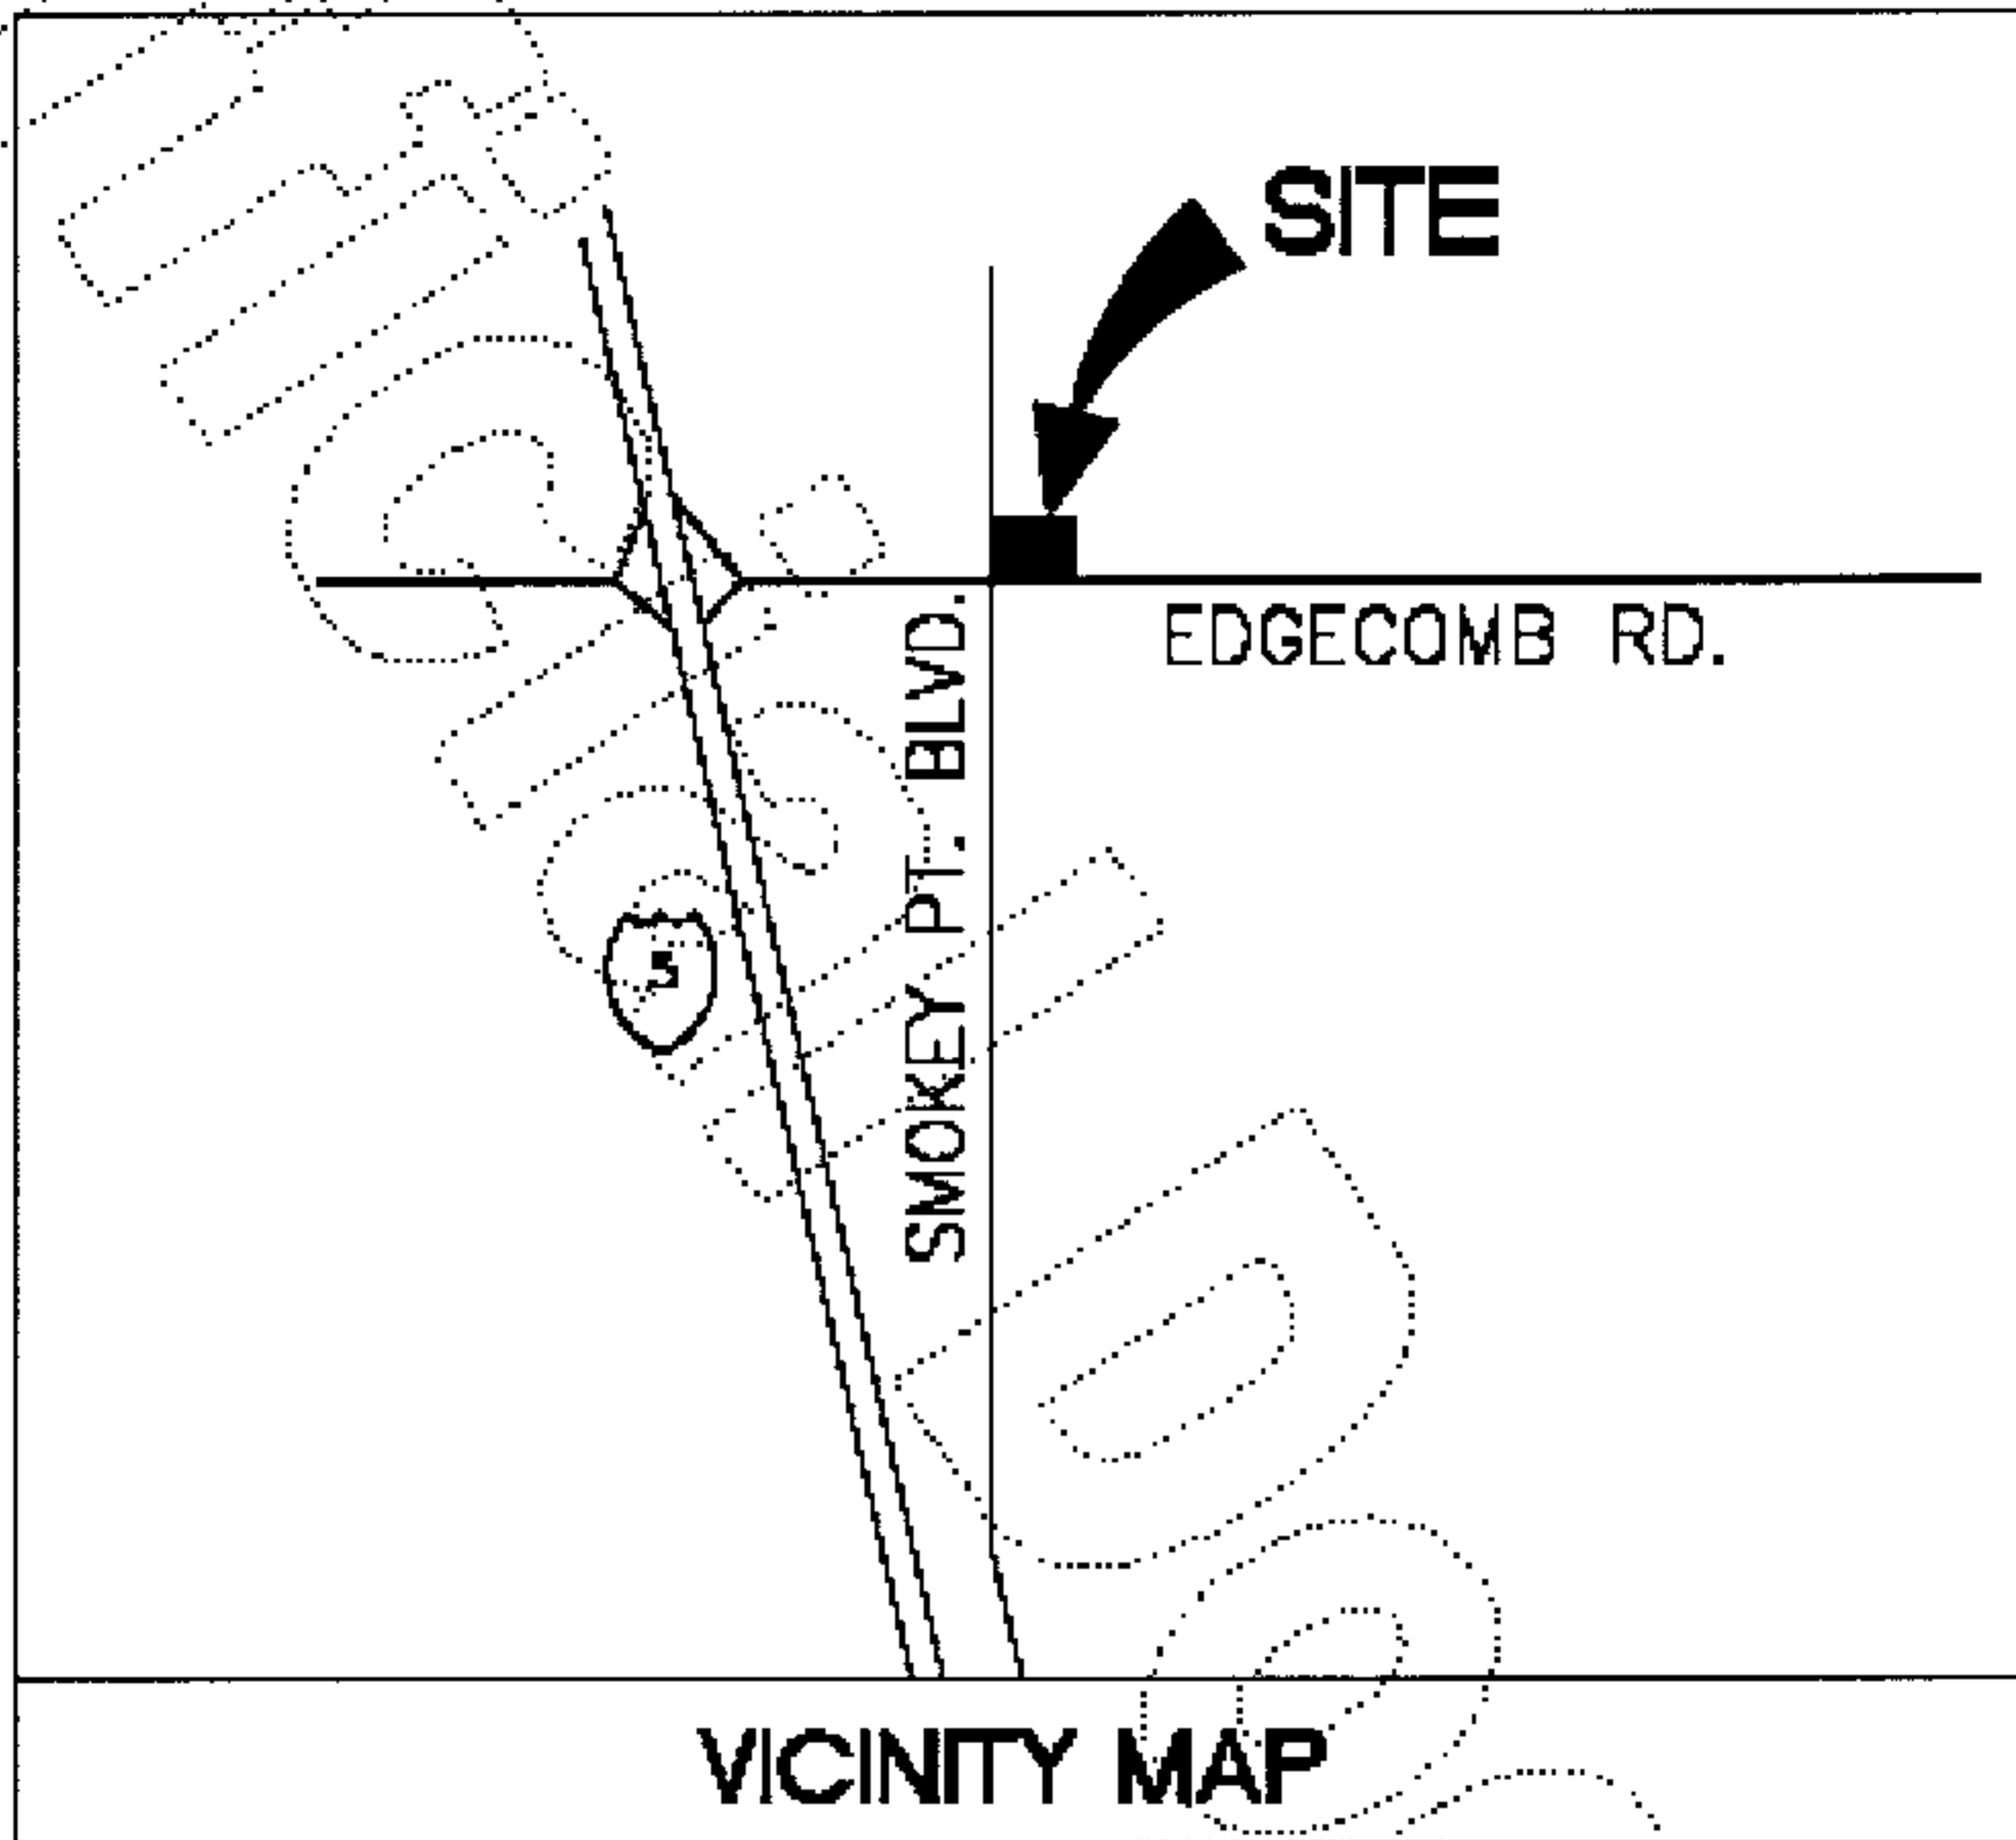 SITE
EDGECOMB RD.
SMOKEY PT. BLVD.
5
VICINITY MAP